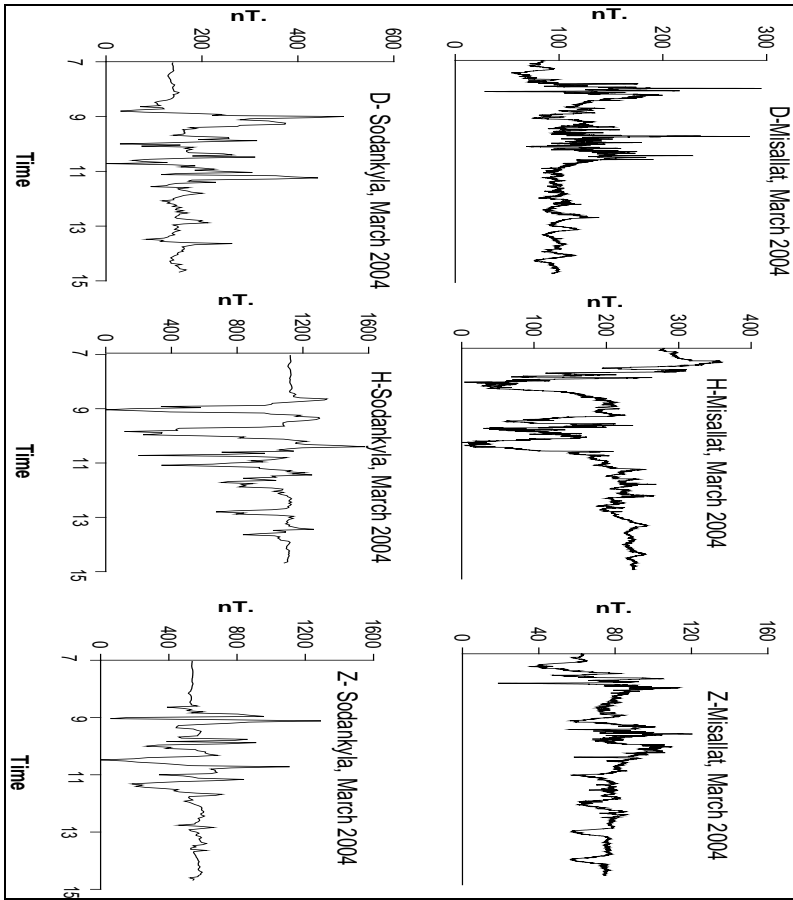 D-Misallat, March 2004
nT.
300
200
100
0
H-Misallat, March 2004
nT.
400
300
200
100
0
Z-Misallat, March 2004
nT.
160
120
80
40
0
D- Sodankyla, March 2004
nT.
600
400
200
0
7 9 11 13 15
Time
H-Sodankyla, March 2004
nT.
1600
1200
800
400
0
7 9 11 13 15
Time
Z- Sodankyla, March 2004
nT.
1600
1200
800
400
0
7 9 11 13 15
Time